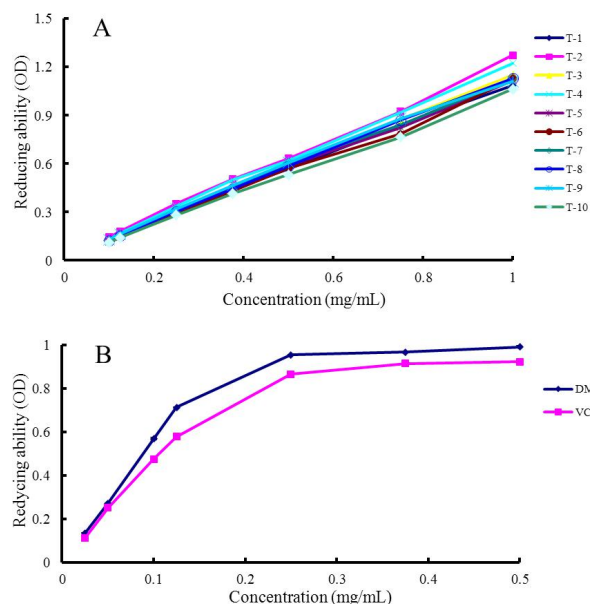 A
Reducing ability (OD)
1.5
1.2
0.9
0.6
0.3
0
0 0.2 0.4 0.6 0.8 1
Concentration (mg/mL)
T-1
T-2
T-3
T-4
T-5
T-6
T-7
T-8
T-9
T-10
B
Redycing ability (OD)
1
0.8
0.6
0.4
0.2
0
0 0.1 0.2 0.3 0.4 0.5
Concentration (mg/mL)
DM
VC